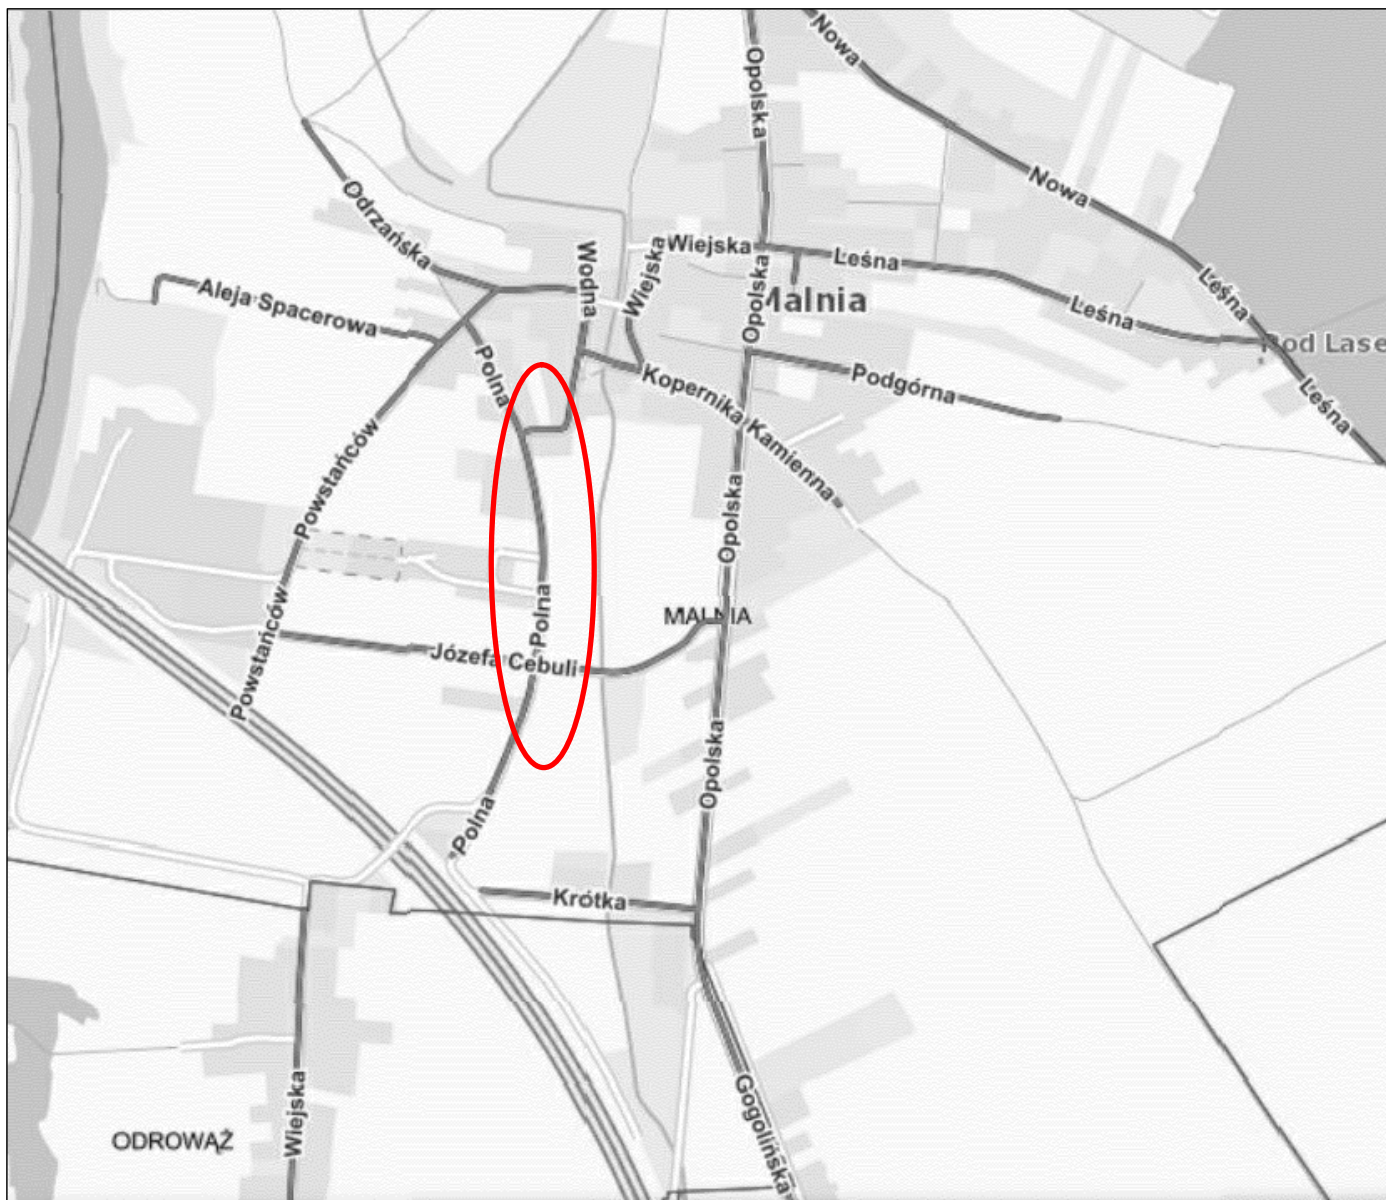 Nowa
Opolska
Nowa
Odrzańska
Wodna
Wiejska
Wiejska
Leśna
Leśna
Aleja Spacerowa
Opolska
Malnia
Leśna
Pod Lase
Polna
Kopernika
Podgórna
Leśna
Kamienna
Powstańców
Opolska
Powstańców
Polna
MALNIA
Józefa Cebuli
Opolska
Polna
Krótka
Wiejska
Gogolińska
ODROWĄŻ